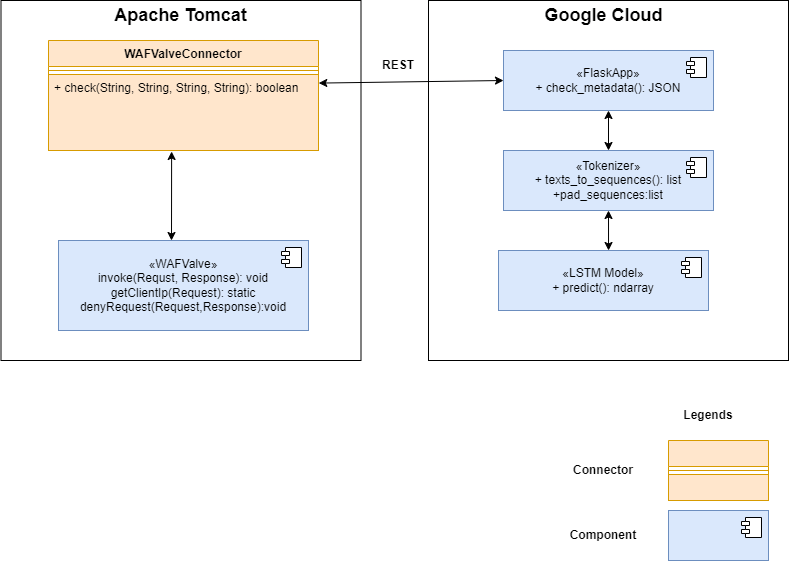 Apache Tomcat
WAFValveConnector
+ check(String, String, String, String): boolean
«WAFValve»
invoke(Requst, Response): void
getClientIp(Request): static
denyRequest(Request,Response):void
REST
Google Cloud
«FlaskApp»
+ check_metadata(): JSON
«Tokenizer»
+ texts_to_sequences(): list
+pad_sequences:list
«LSTM Model»
+ predict(): ndarray
Legends
Connector
Component